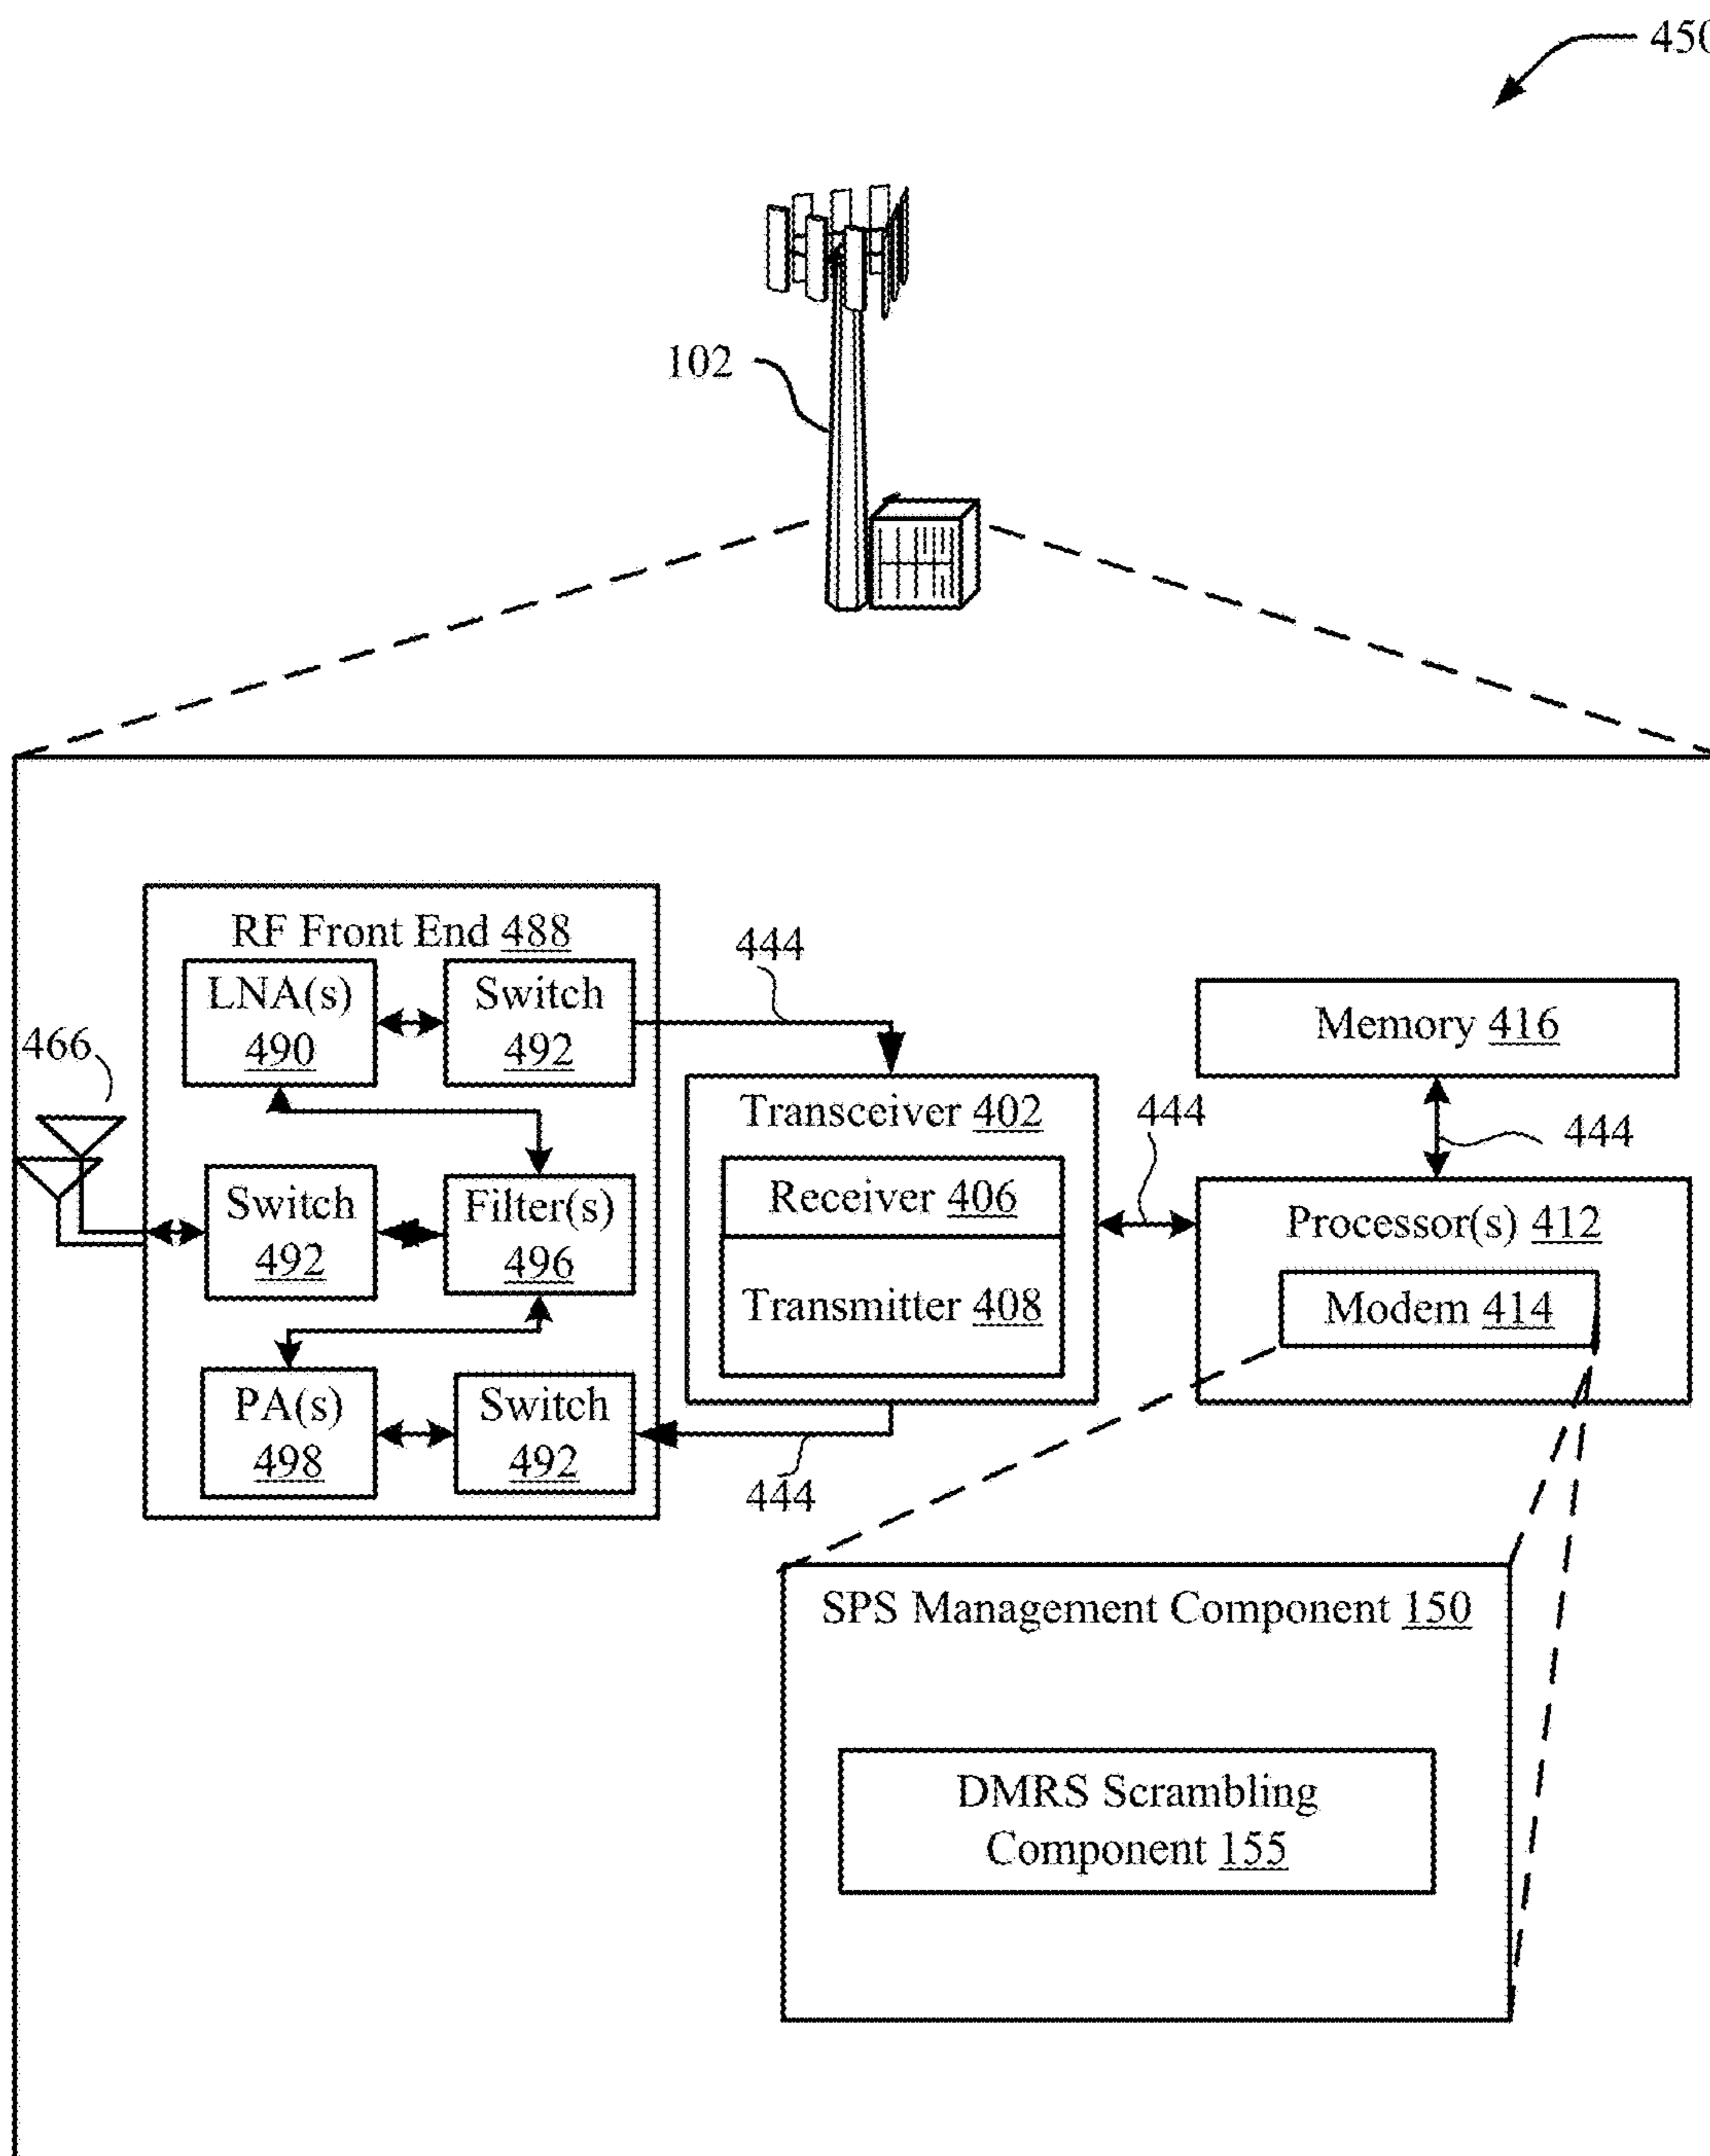 450
102
RF Front End 488
LNA(s)
490
Switch
492
444
466
Memory 416
Transceiver 402
444
444
Receiver 406
Switch
492
Filter(s)
496
Processor(s) 412
Transmitter 408
Modem 414
PA(s)
498
Switch
492
444
SPS Management Component 150
DMRS Scrambling
Component 155